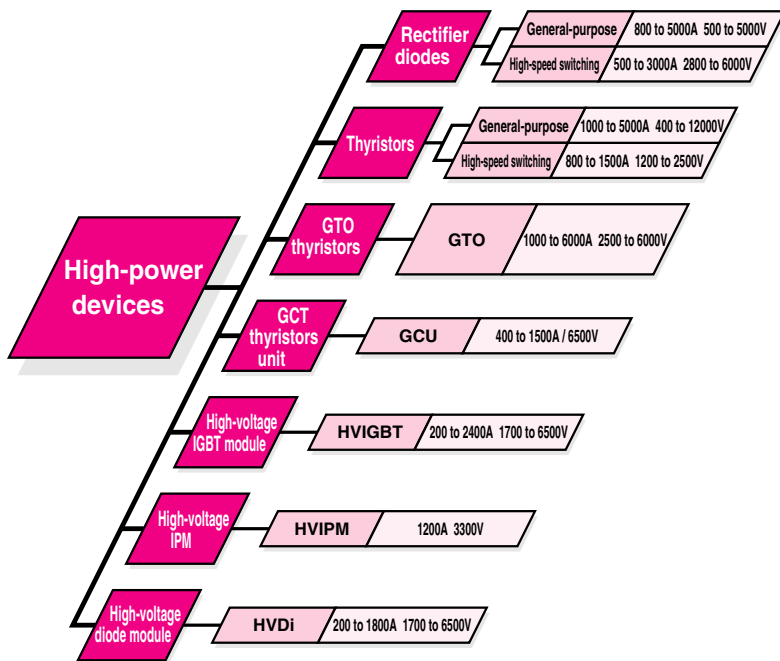 High-power
devices
Rectifier
diodes
General-purpose 800 to 5000A 500 to 5000V
High-speed switching 500 to 3000A 2800 to 6000V
Thyristors
General-purpose 1000 to 5000A 400 to 12000V
High-speed switching 800 to 1500A 1200 to 2500V
GTO
thyristors
GTO 1000 to 6000A 2500 to 6000V
GCT
thyristors
unit
GCU 400 to 1500A / 6500V
High-voltage
IGBT module
HVIGBT 200 to 2400A 1700 to 6500V
High-voltage
IPM
HVIPM 1200A 3300V
High-voltage
diode module
HVDi 200 to 1800A 1700 to 6500V